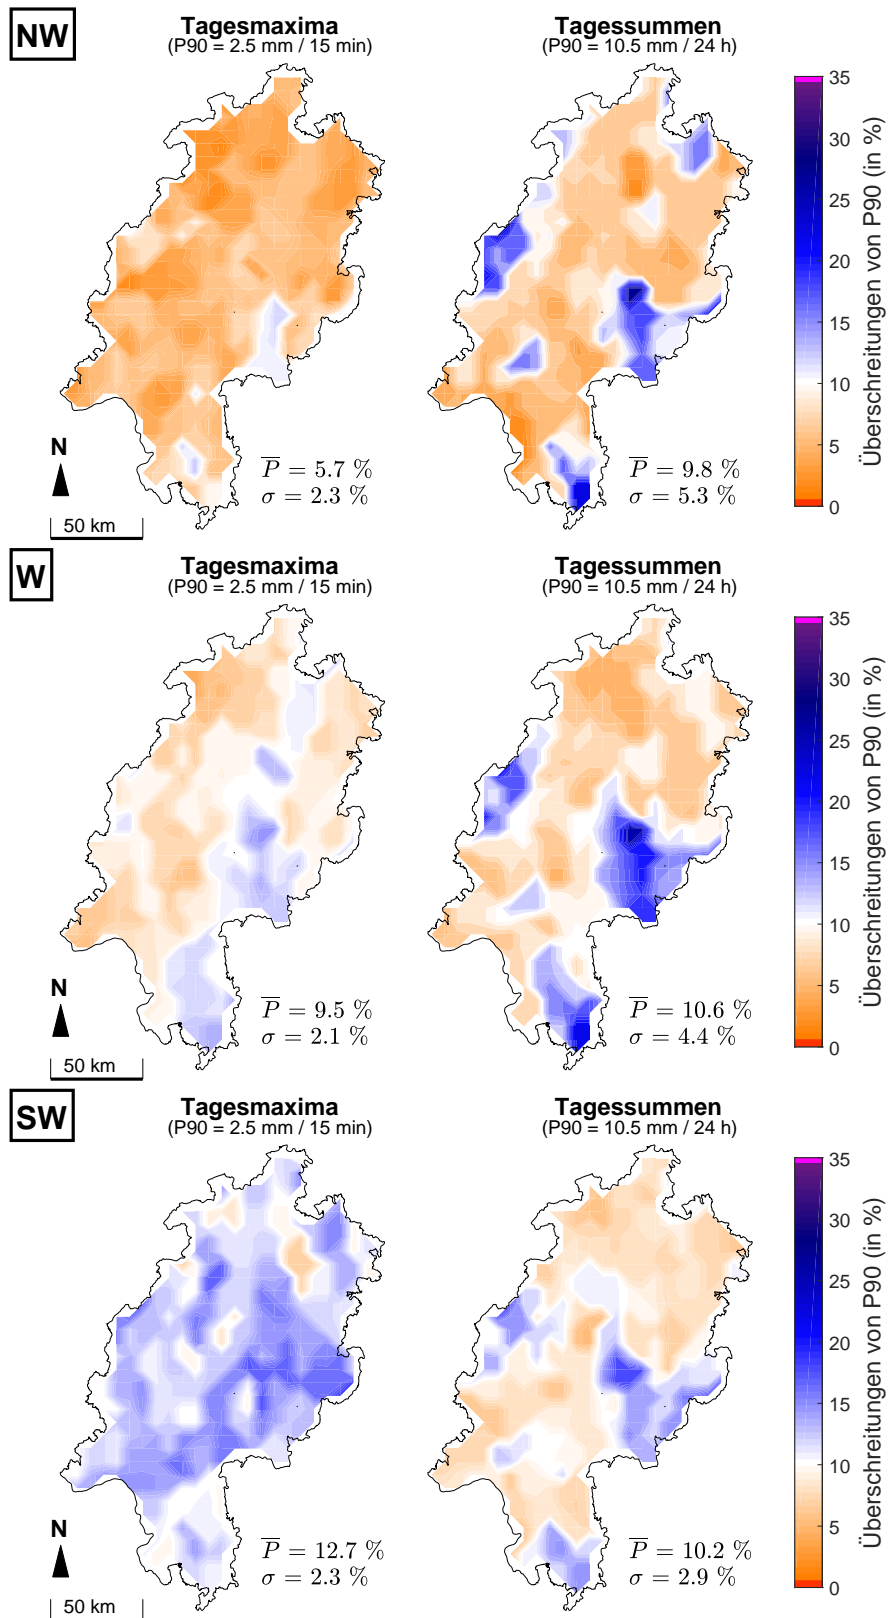 NW
Tagesmaxima
(P90 = 2.5 mm / 15 min)
Tagessummen
(P90 = 10.5 mm / 24 h)
35
30
25
20
15
10
5
0
Überschreitungen von P90 (in %)
N
50 km
P = 5.7 %
σ = 2.3 %
P = 9.8 %
σ = 5.3 %
W
Tagesmaxima
(P90 = 2.5 mm / 15 min)
Tagessummen
(P90 = 10.5 mm / 24 h)
35
30
25
20
15
10
5
0
Überschreitungen von P90 (in %)
N
50 km
P = 9.5 %
σ = 2.1 %
P = 10.6 %
σ = 4.4 %
SW
Tagesmaxima
(P90 = 2.5 mm / 15 min)
Tagessummen
(P90 = 10.5 mm / 24 h)
35
30
25
20
15
10
5
0
Überschreitungen von P90 (in %)
N
50 km
P = 12.7 %
σ = 2.3 %
P = 10.2 %
σ = 2.9 %